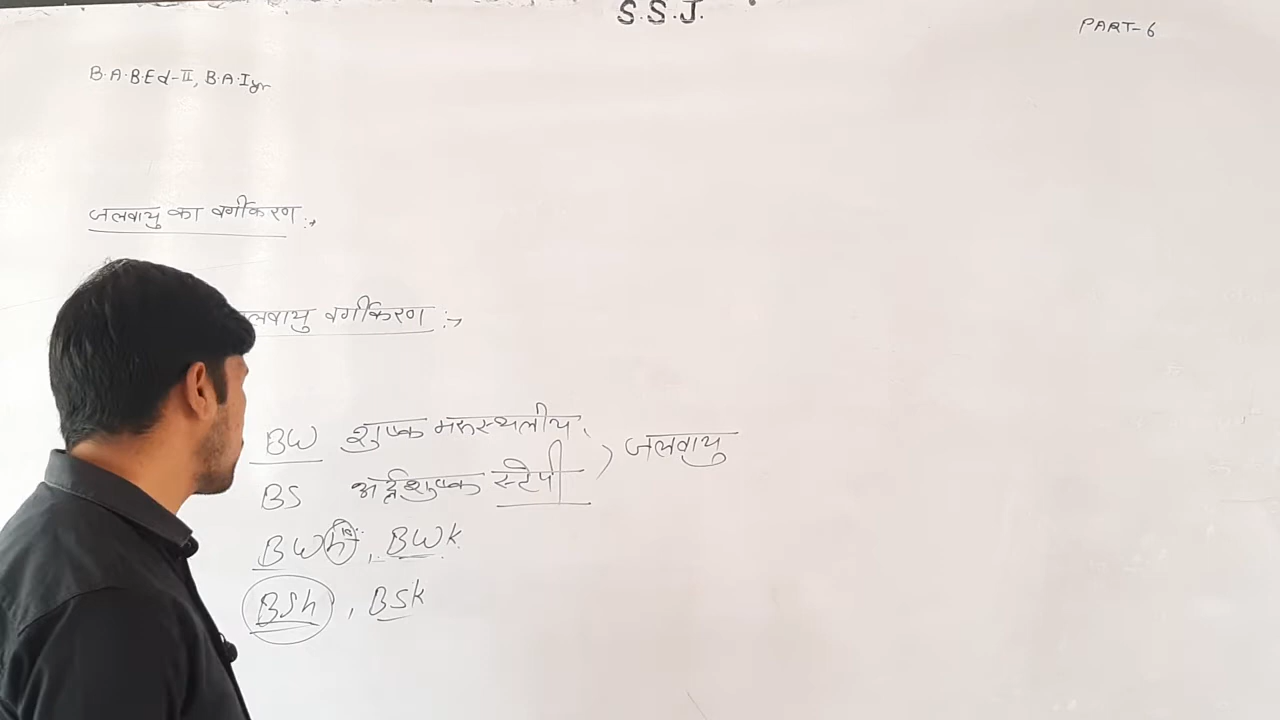 S.S.J.
PART-6
B.A.B.Ed-II, B.A.I yr
जलवायु का वर्गीकरण :→
वर्गीकरण :→
BW शुष्क मरुस्थलीय,
BS अर्द्धशुष्क स्टेपी
जलवायु
BWh, BWk
BSh, BSk